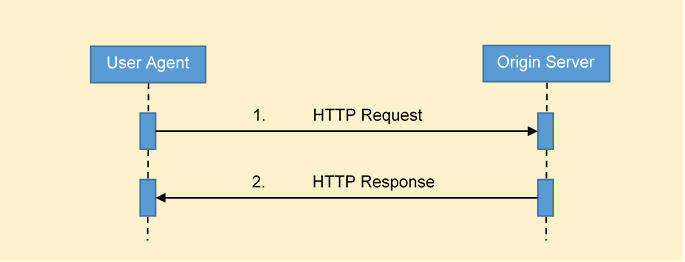 User Agent
Origin Server
1. HTTP Request
2. HTTP Response